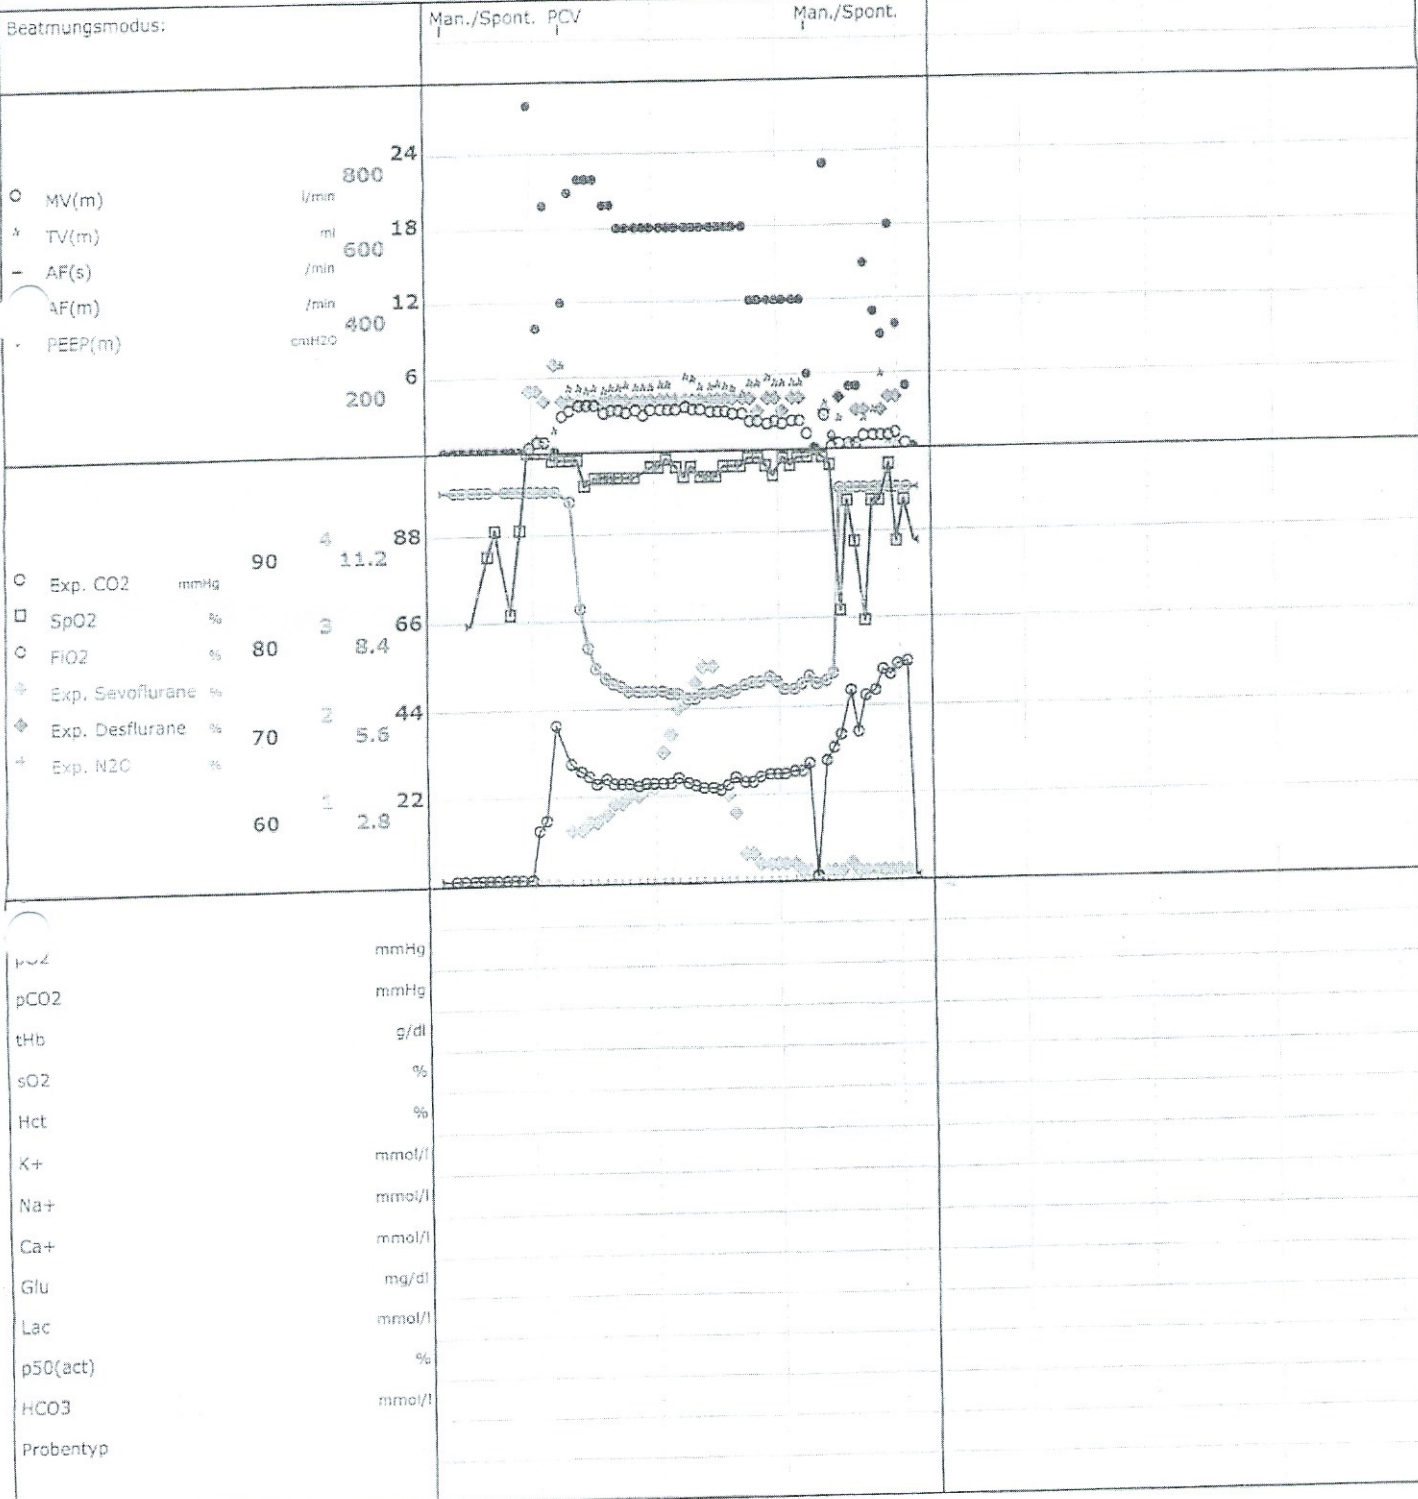 Beatmungsmodus:
Man./Spont. PCV Man./Spont.
24
800
MV(m) l/min
18
TV(m) ml
600
AF(s) /min
12
AF(m) /min
400
PEEP(m) cmH2O
6
200
4 88
90 11.2
Exp. CO2 mmHg
SpO2 %
3 66
80 8.4
FiO2 %
Exp. Sevoflurane %
2 44
Exp. Desflurane %
70 5.6
Exp. N2O %
1 22
60 2.8
mmHg
pCO2 mmHg
tHb g/dl
sO2 %
Hct %
K+ mmol/l
Na+ mmol/l
Ca+ mmol/l
Glu mg/dl
Lac mmol/l
p50(act) %
HCO3 mmol/l
Probentyp